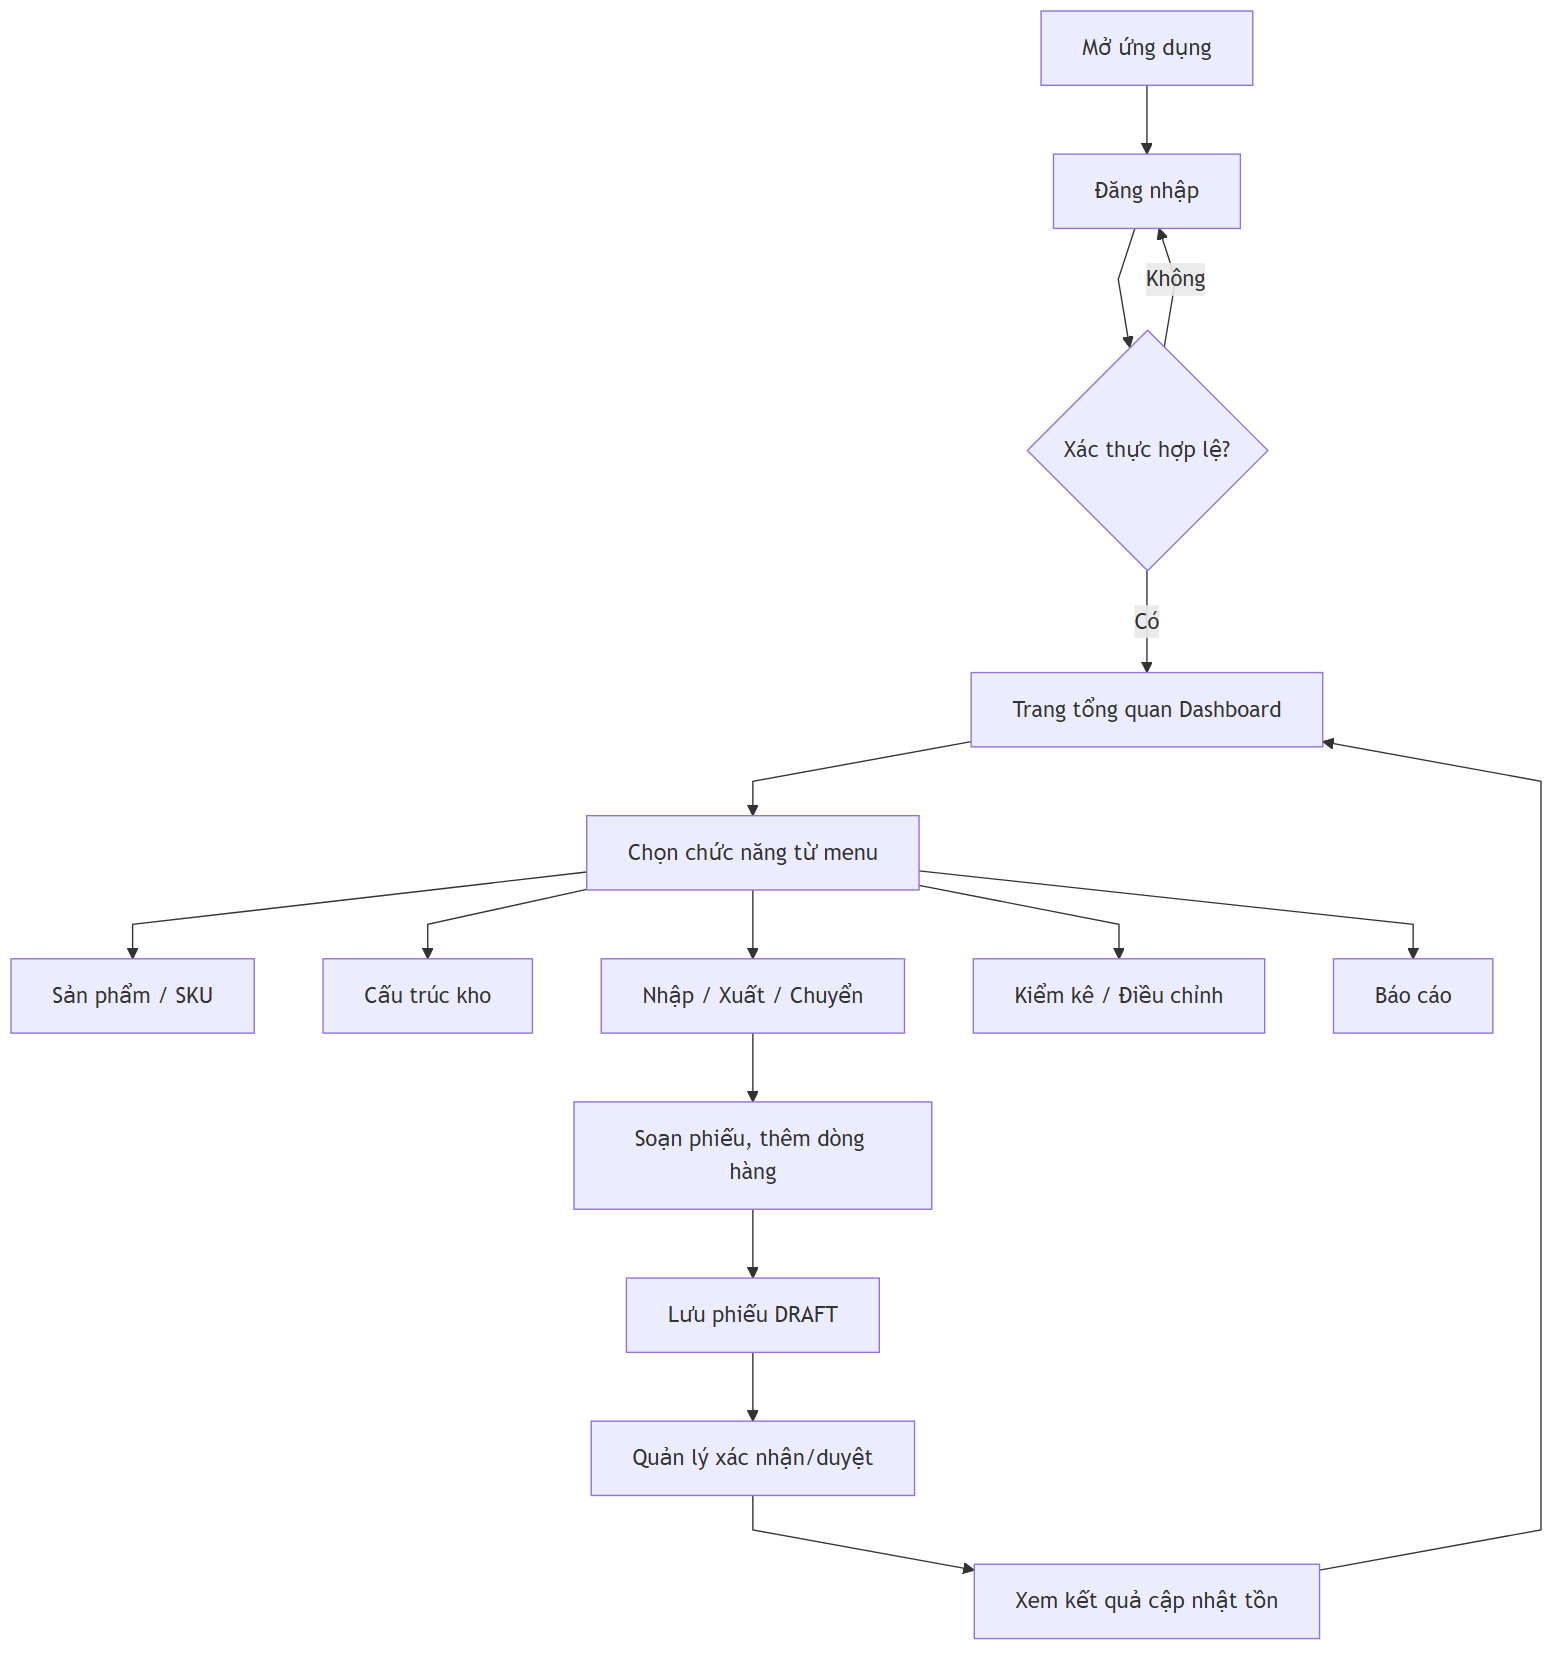 Mở ứng dụng
Đăng nhập
Không
Xác thực hợp lệ?
Có
Trang tổng quan Dashboard
Chọn chức năng từ menu
Sản phẩm / SKU
Cấu trúc kho
Nhập / Xuất / Chuyển
Kiểm kê / Điều chỉnh
Báo cáo
Soạn phiếu, thêm dòng
hàng
Lưu phiếu DRAFT
Quản lý xác nhận/duyệt
Xem kết quả cập nhật tồn